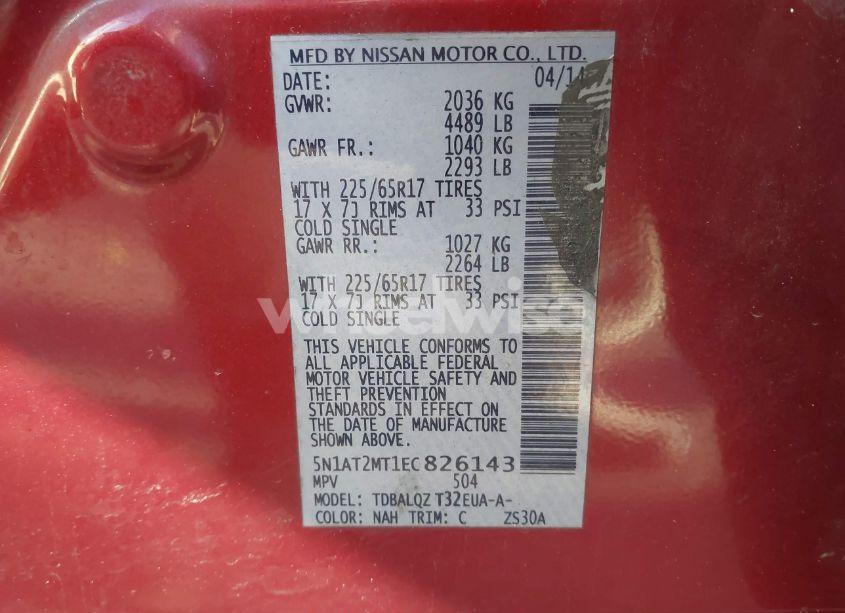 MFD BY NISSAN MOTOR CO., LTD.
DATE: 04/14
GVWR: 2036 KG
4489 LB
GAWR FR.: 1040 KG
2293 LB
WITH 225/65R17 TIRES
17 X 7J RIMS AT 33 PSI
COLD SINGLE
GAWR RR.: 1027 KG
2264 LB
WITH 225/65R17 TIRES
17 X 7J RIMS AT 33 PSI
COLD SINGLE
wheelwise
THIS VEHICLE CONFORMS TO
ALL APPLICABLE FEDERAL
MOTOR VEHICLE SAFETY AND
THEFT PREVENTION
STANDARDS IN EFFECT ON
THE DATE OF MANUFACTURE
SHOWN ABOVE.
5N1AT2MT1EC826143
MPV 504
MODEL: TDBALQZ T32EUA-A-
COLOR: NAH TRIM: C ZS30A